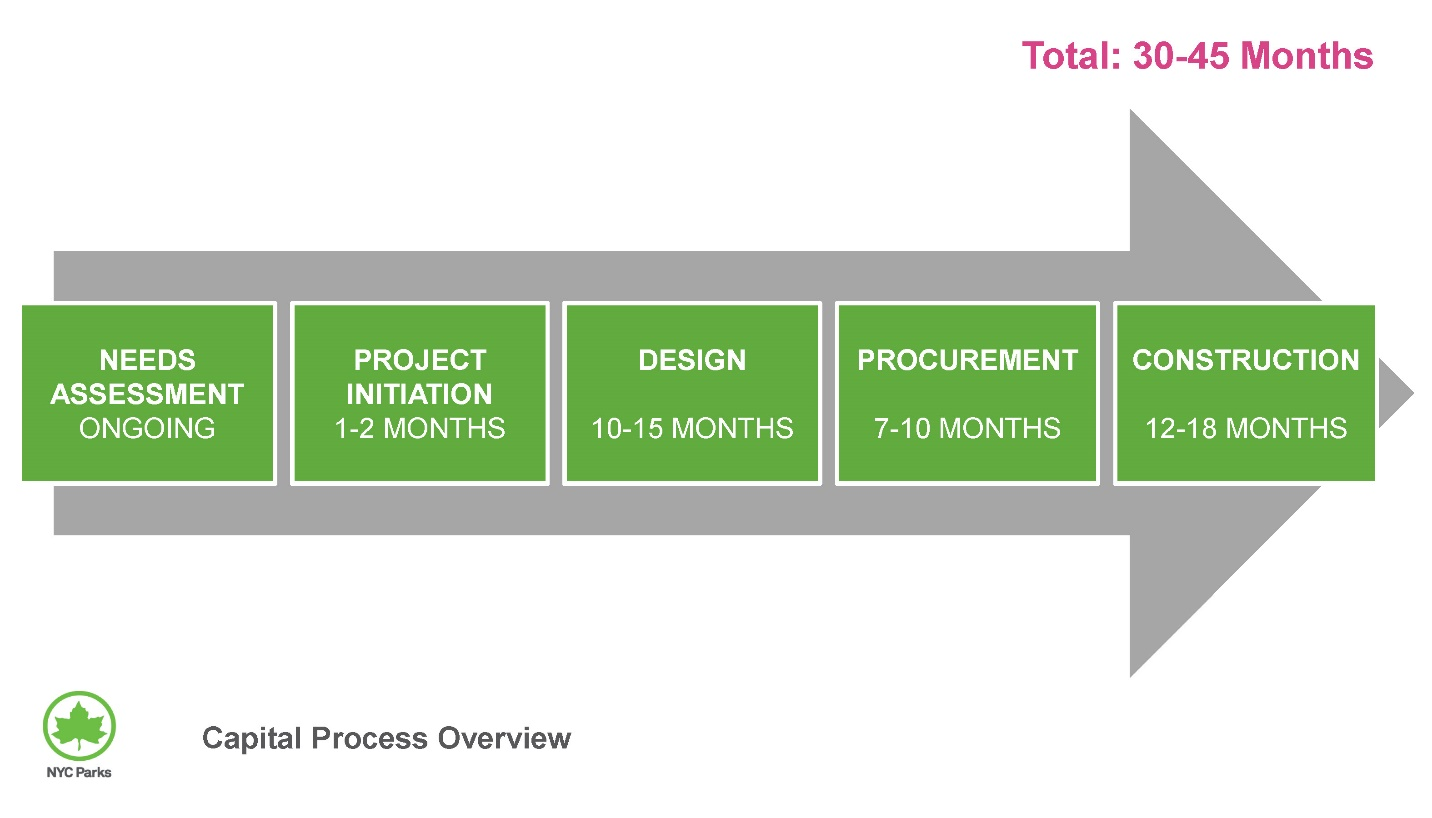 Total: 30-45 Months
NEEDS
ASSESSMENT
ONGOING
PROJECT
INITIATION
1-2 MONTHS
DESIGN
10-15 MONTHS
PROCUREMENT
7-10 MONTHS
CONSTRUCTION
12-18 MONTHS
NYC Parks
Capital Process Overview